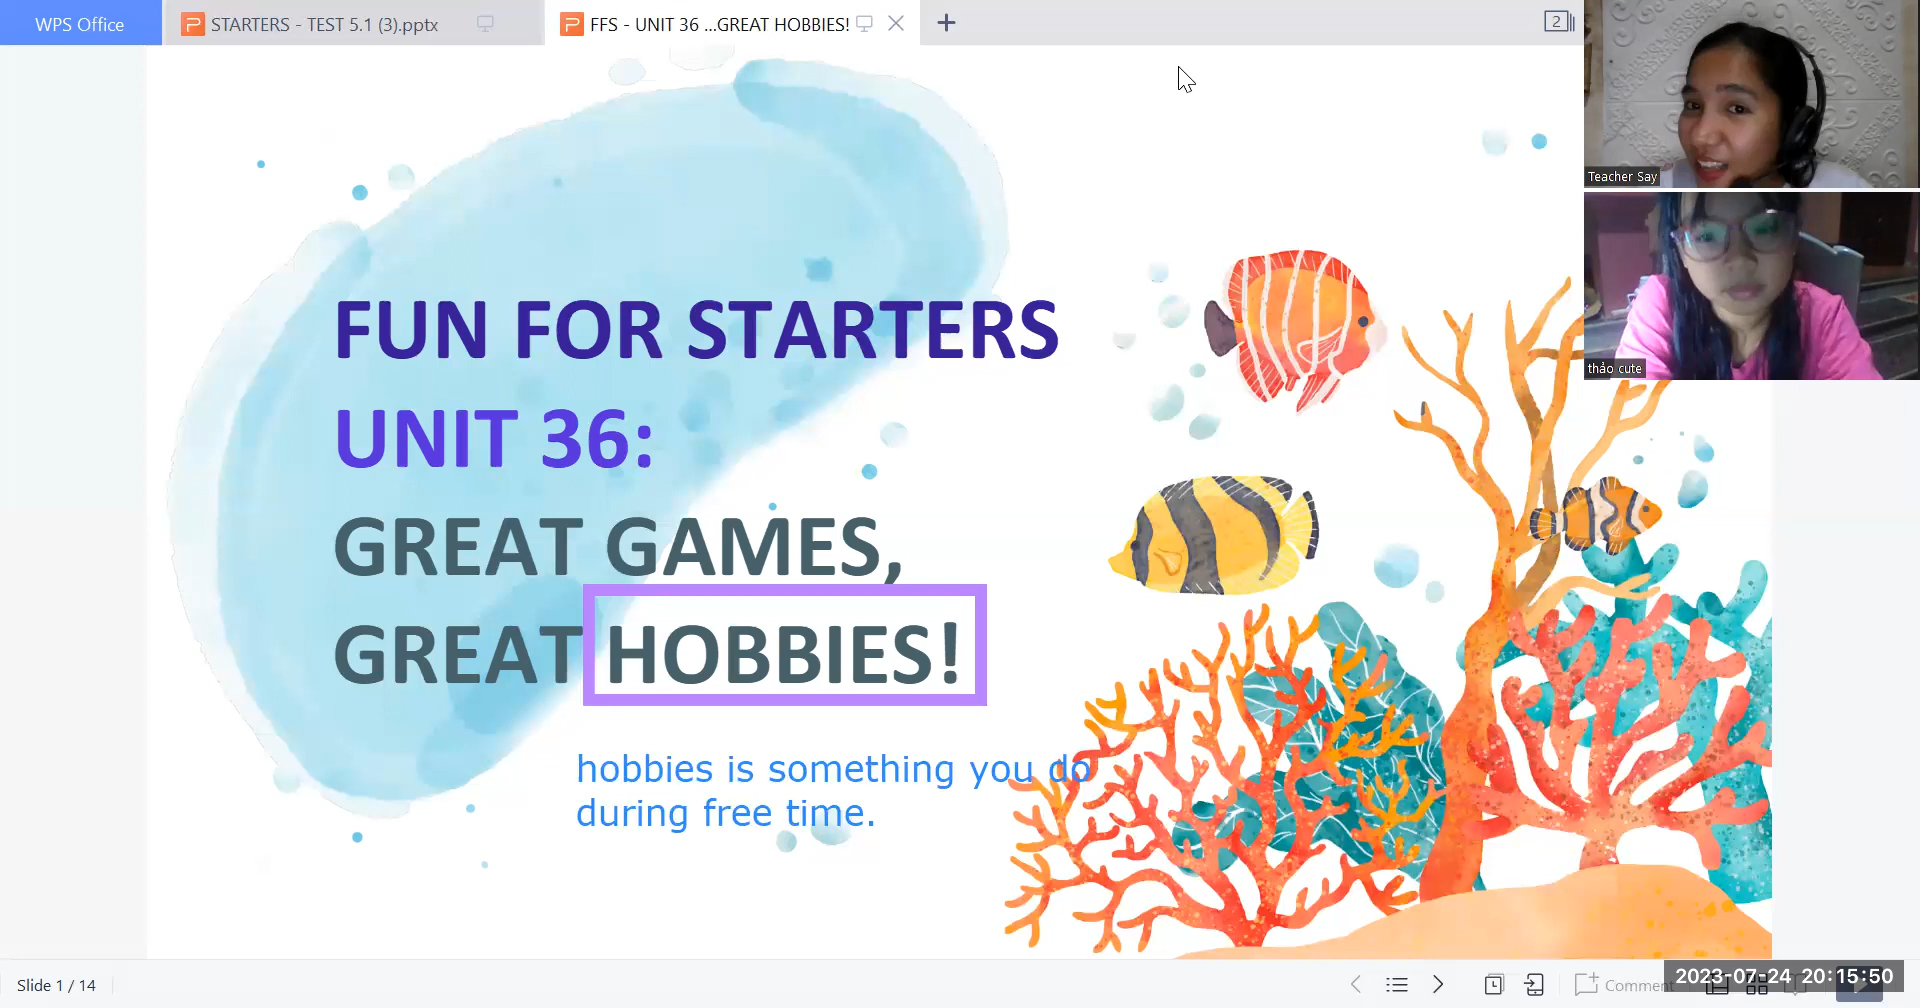 WPS Office
STARTERS - TEST 5.1 (3).pptx
FFS - UNIT 36 ...GREAT HOBBIES!
2
Teacher Say
thảo cute
FUN FOR STARTERS
UNIT 36:
GREAT GAMES,
GREAT HOBBIES!
hobbies is something you do
during free time.
Slide 1 / 14
Comment
2023-07-24 20:15:50